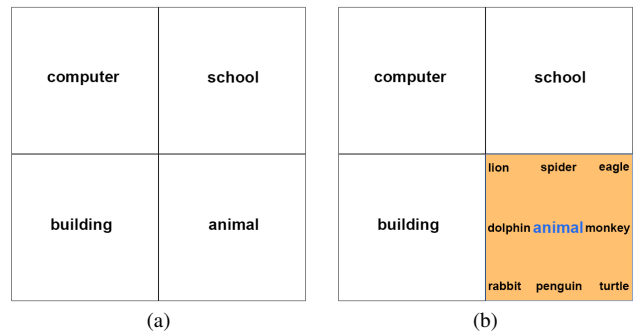 computer school
building animal
(a)
computer school
lion spider eagle
building dolphin animal monkey
rabbit penguin turtle
(b)